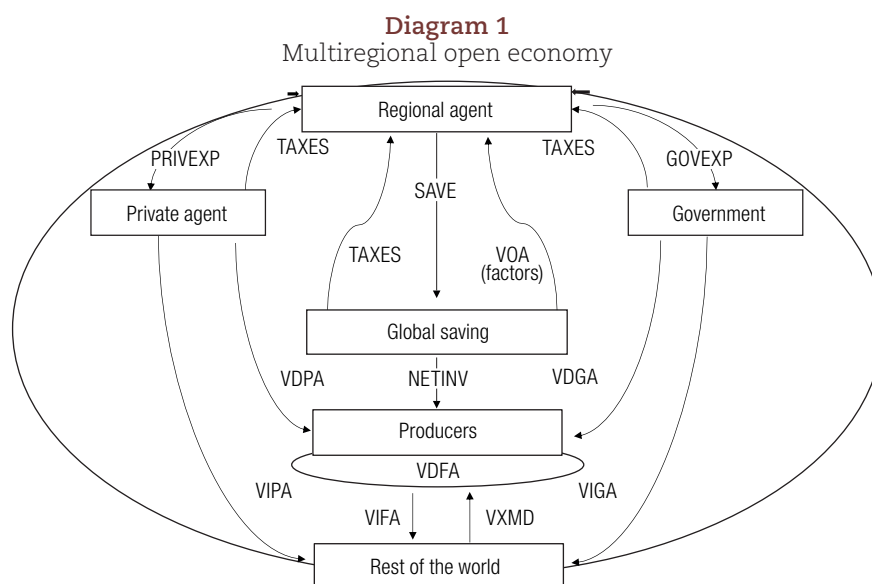 Diagram 1
Multiregional open economy
Regional agent
PRIVEXP
TAXES
TAXES
GOVEXP
SAVE
Private agent
Government
TAXES
VOA
(factors)
Global saving
VDPA
NETINV
VDGA
Producers
VDFA
VIPA
VIGA
VIFA
VXMD
Rest of the world